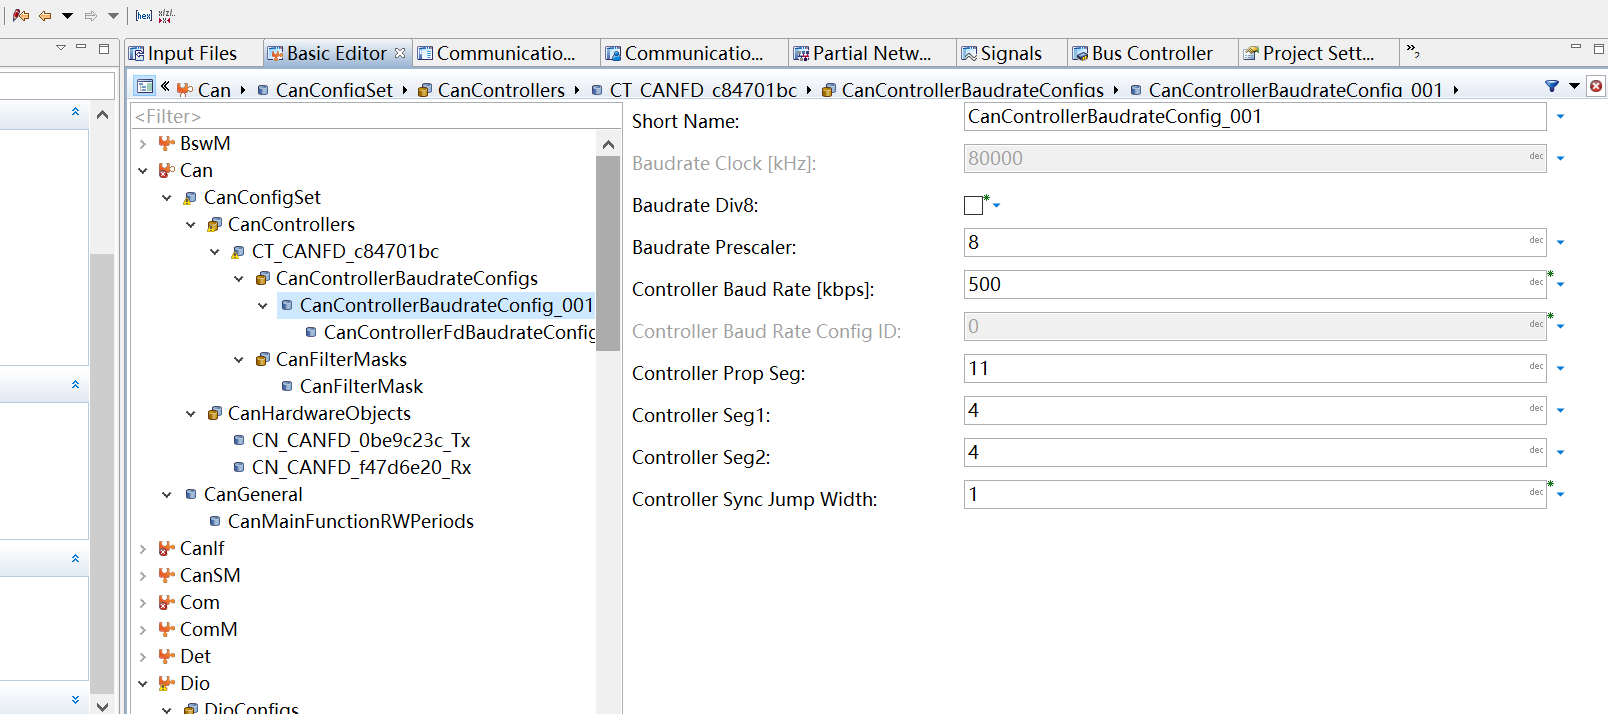 [hex] x/z/..
Input Files Basic Editor Communicatio... Communicatio... Partial Netw... Signals Bus Controller Project Sett... »2
« Can CanConfigSet CanControllers CT_CANFD_c84701bc CanControllerBaudrateConfigs CanControllerBaudrateConfig_001
<Filter>
BswM
Can
CanConfigSet
CanControllers
CT_CANFD_c84701bc
CanControllerBaudrateConfigs
CanControllerBaudrateConfig_001
CanControllerFdBaudrateConfig
CanFilterMasks
CanFilterMask
CanHardwareObjects
CN_CANFD_0be9c23c_Tx
CN_CANFD_f47d6e20_Rx
CanGeneral
CanMainFunctionRWPeriods
CanIf
CanSM
Com
ComM
Det
Dio
DioConfigs
Short Name: CanControllerBaudrateConfig_001
Baudrate Clock [kHz]: 80000 dec
Baudrate Div8: *
Baudrate Prescaler: 8 dec
Controller Baud Rate [kbps]: 500 dec *
Controller Baud Rate Config ID: 0 dec *
Controller Prop Seg: 11 dec
Controller Seg1: 4 dec
Controller Seg2: 4 dec
Controller Sync Jump Width: 1 dec *